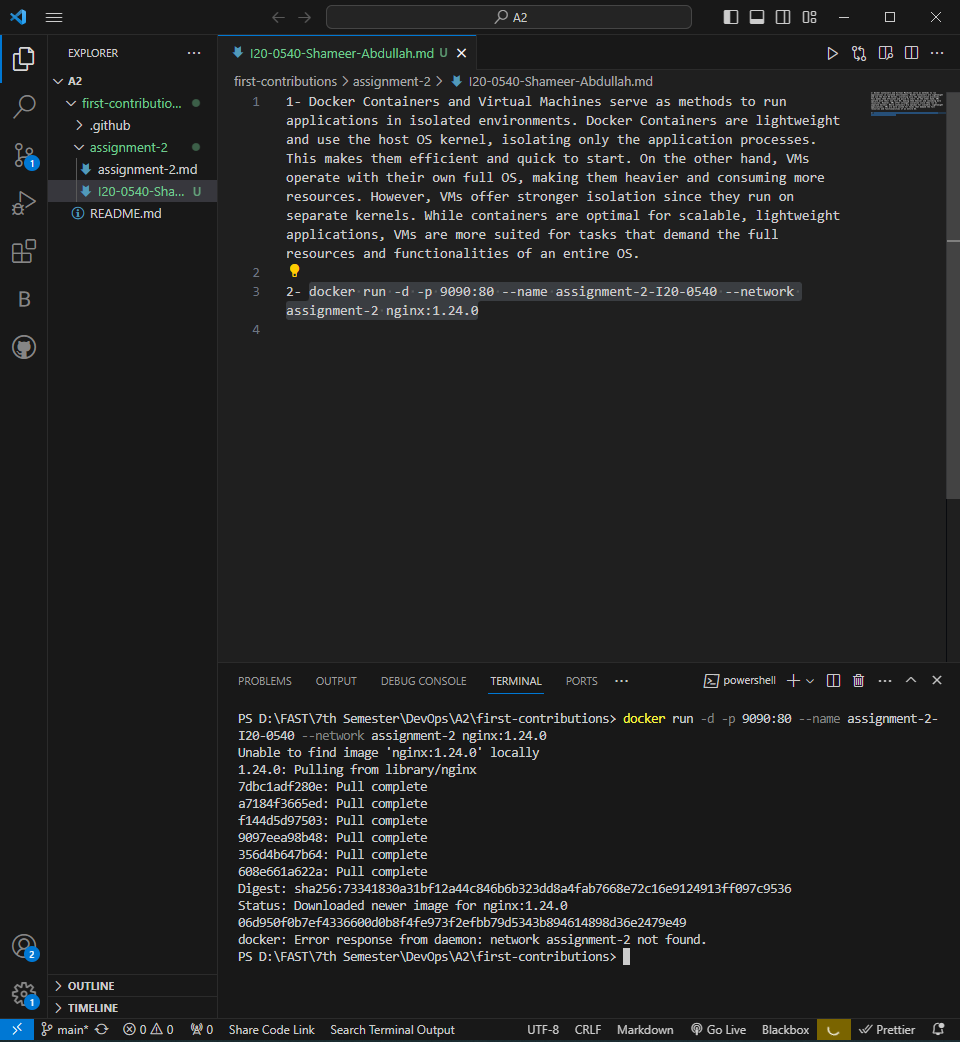 A2
EXPLORER
A2
first-contributio...
.github
assignment-2
assignment-2.md
I20-0540-Sha... U
README.md
OUTLINE
TIMELINE
1
B
2
1
I20-0540-Shameer-Abdullah.md U
first-contributions > assignment-2 > I20-0540-Shameer-Abdullah.md
1 1- Docker Containers and Virtual Machines serve as methods to run
applications in isolated environments. Docker Containers are lightweight
and use the host OS kernel, isolating only the application processes.
This makes them efficient and quick to start. On the other hand, VMs
operate with their own full OS, making them heavier and consuming more
resources. However, VMs offer stronger isolation since they run on
separate kernels. While containers are optimal for scalable, lightweight
applications, VMs are more suited for tasks that demand the full
resources and functionalities of an entire OS.
2
3 2- docker run -d -p 9090:80 --name assignment-2-I20-0540 --network
assignment-2 nginx:1.24.0
4
PROBLEMS OUTPUT DEBUG CONSOLE TERMINAL PORTS ... powershell
PS D:\FAST\7th Semester\DevOps\A2\first-contributions> docker run -d -p 9090:80 --name assignment-2-
I20-0540 --network assignment-2 nginx:1.24.0
Unable to find image 'nginx:1.24.0' locally
1.24.0: Pulling from library/nginx
7dbc1adf280e: Pull complete
a7184f3665ed: Pull complete
f144d5d97503: Pull complete
9097eea98b48: Pull complete
356d4b647b64: Pull complete
608e661a622a: Pull complete
Digest: sha256:73341830a31bf12a44c846b6b323dd8a4fab7668e72c16e9124913ff097c9536
Status: Downloaded newer image for nginx:1.24.0
06d950f0b7ef4336600d0b8f4fe973f2efbb79d5343b894614898d36e2479e49
docker: Error response from daemon: network assignment-2 not found.
PS D:\FAST\7th Semester\DevOps\A2\first-contributions>
main* 0 0 0 Share Code Link Search Terminal Output UTF-8 CRLF Markdown Go Live Blackbox Prettier